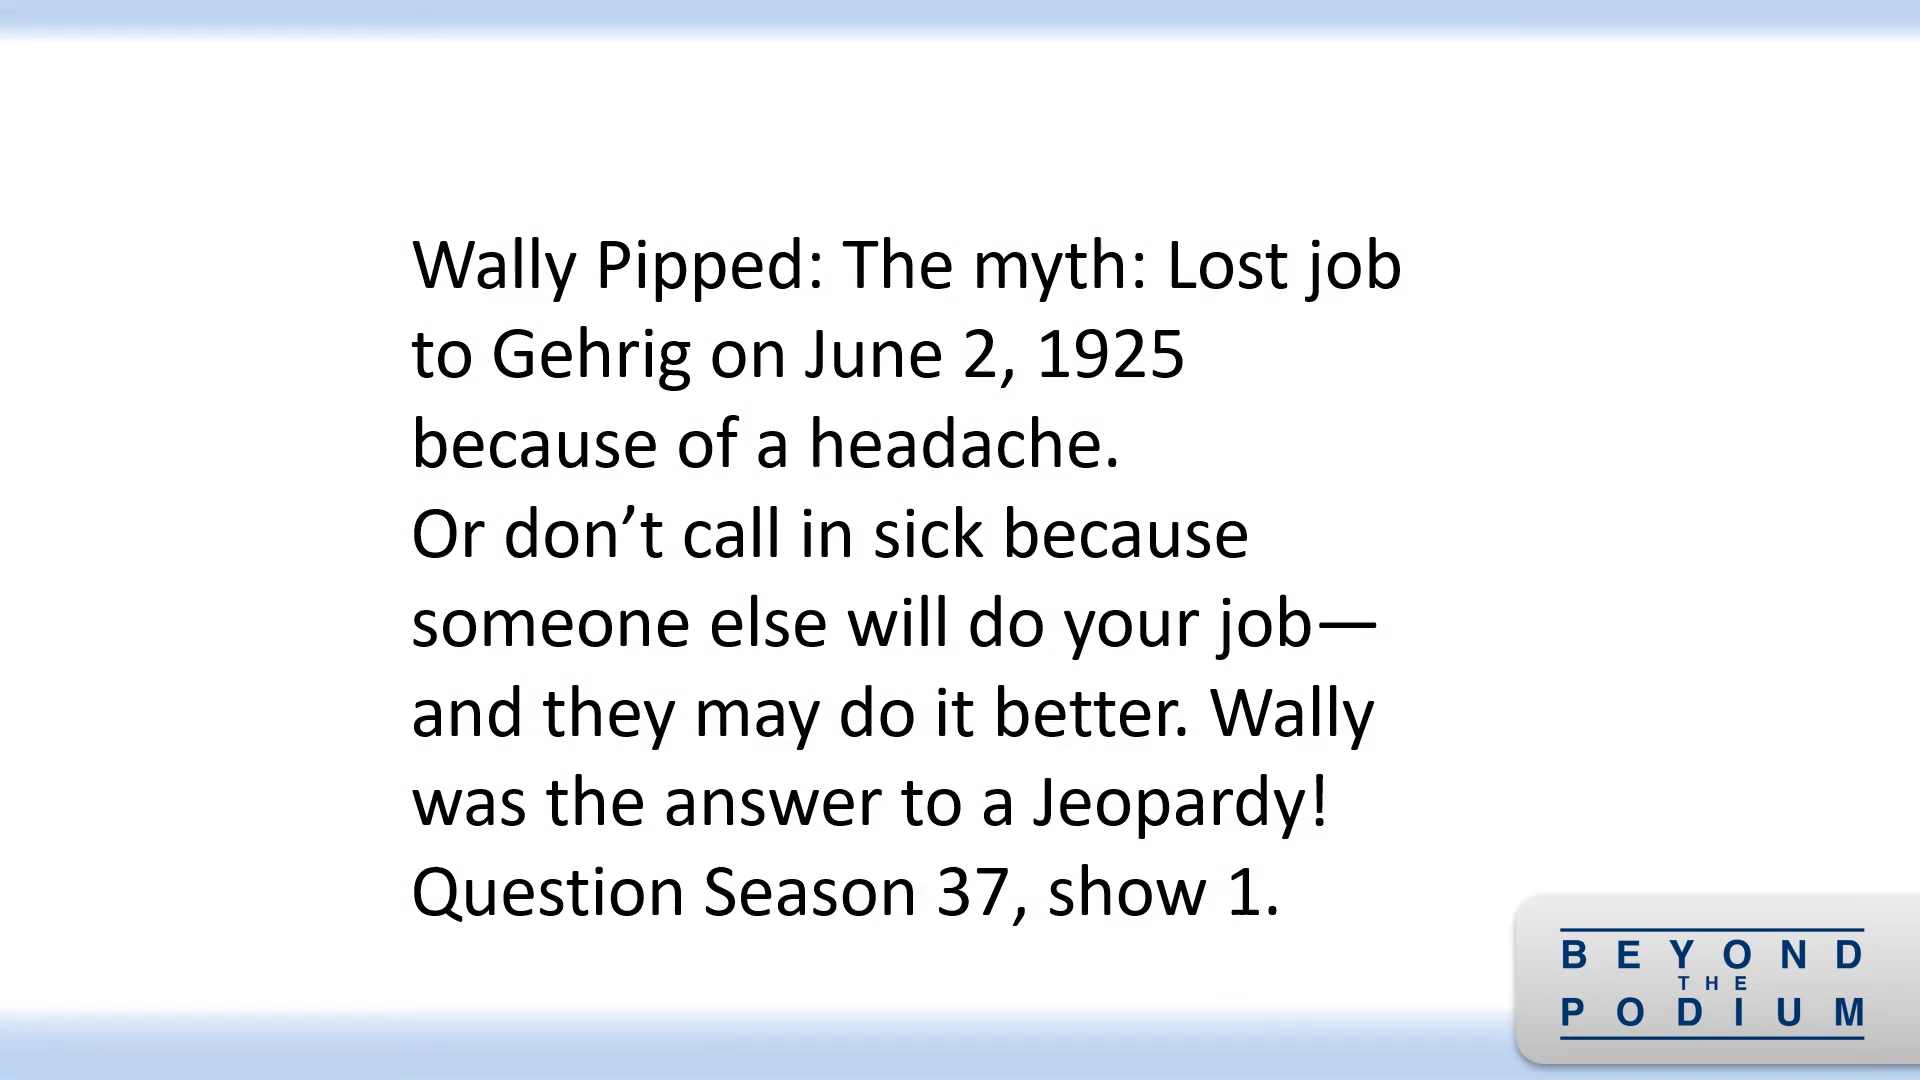 Wally Pipped: The myth: Lost job
to Gehrig on June 2, 1925
because of a headache.
Or don’t call in sick because
someone else will do your job—
and they may do it better. Wally
was the answer to a Jeopardy!
Question Season 37, show 1.
BEYOND
THE
PODIUM